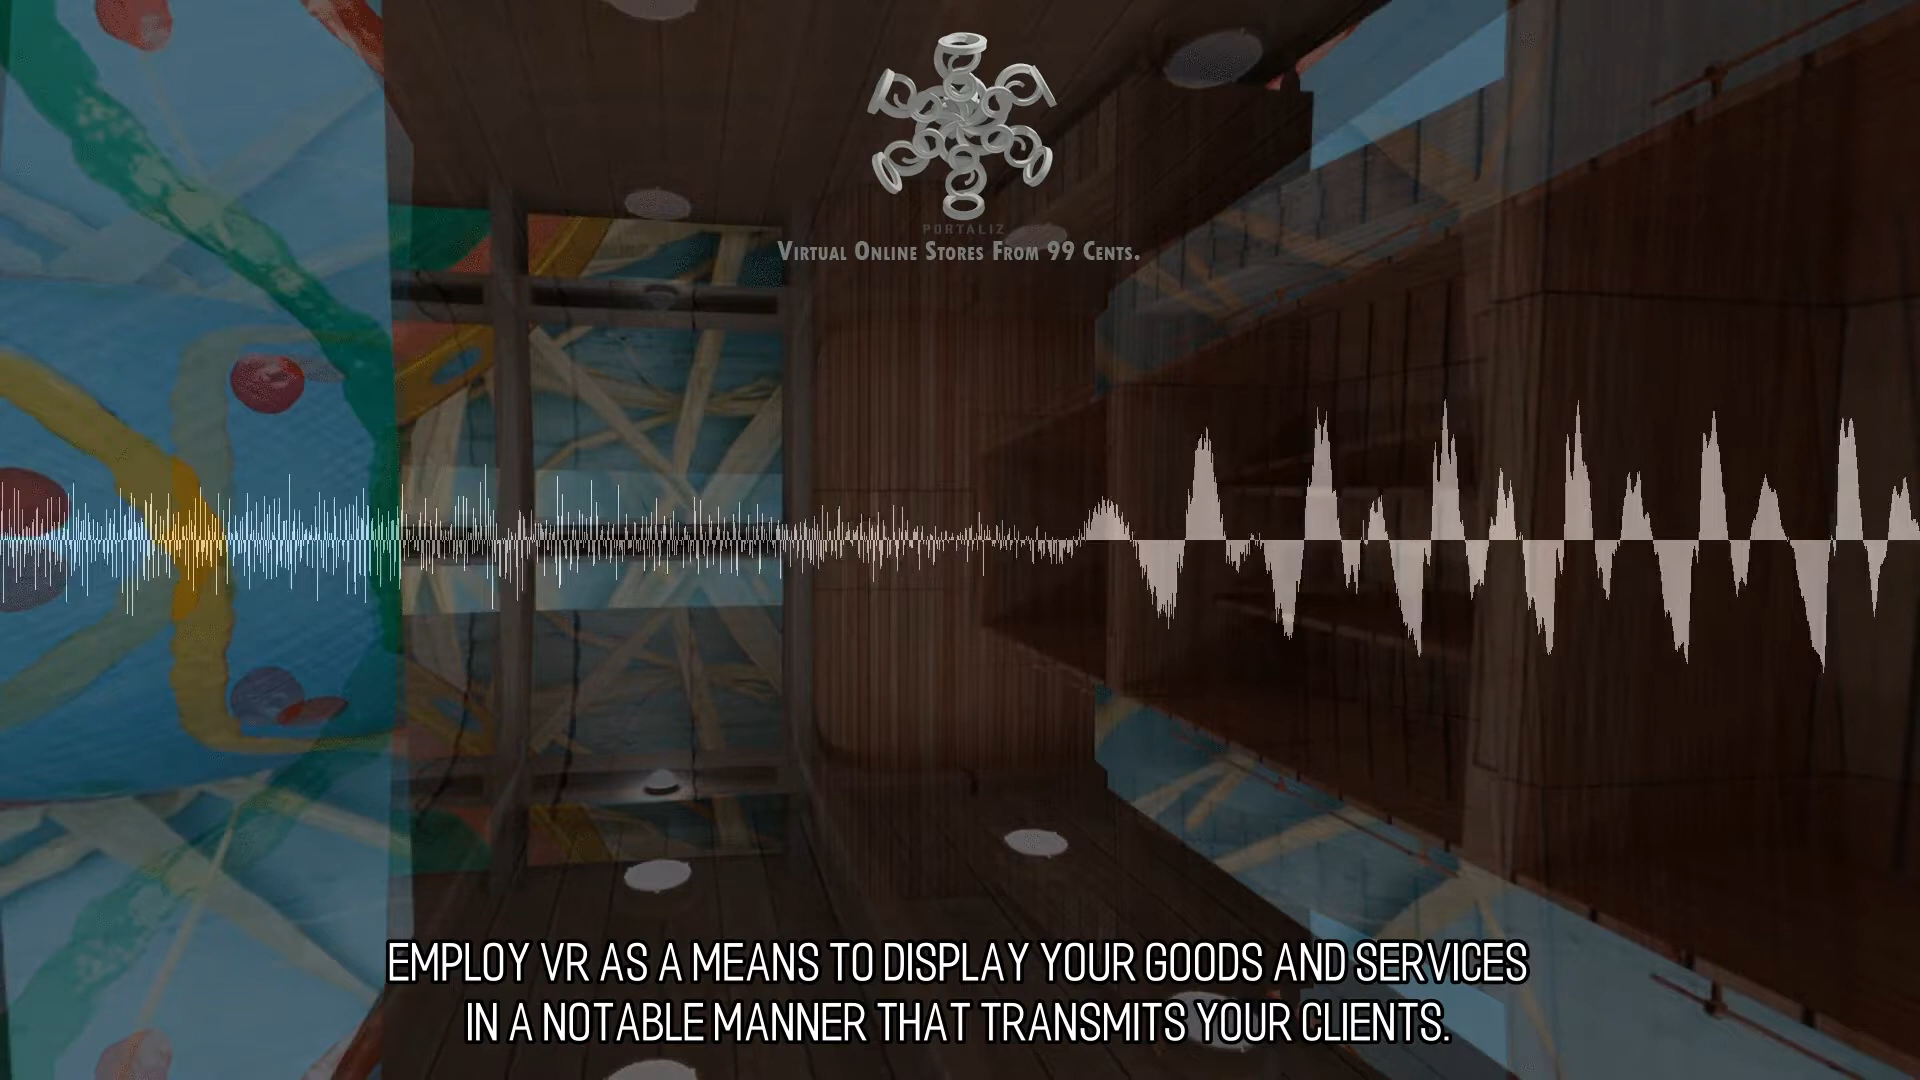 PORTALIZ
Virtual Online Stores From 99 Cents.
EMPLOY VR AS A MEANS TO DISPLAY YOUR GOODS AND SERVICES
IN A NOTABLE MANNER THAT TRANSMITS YOUR CLIENTS.